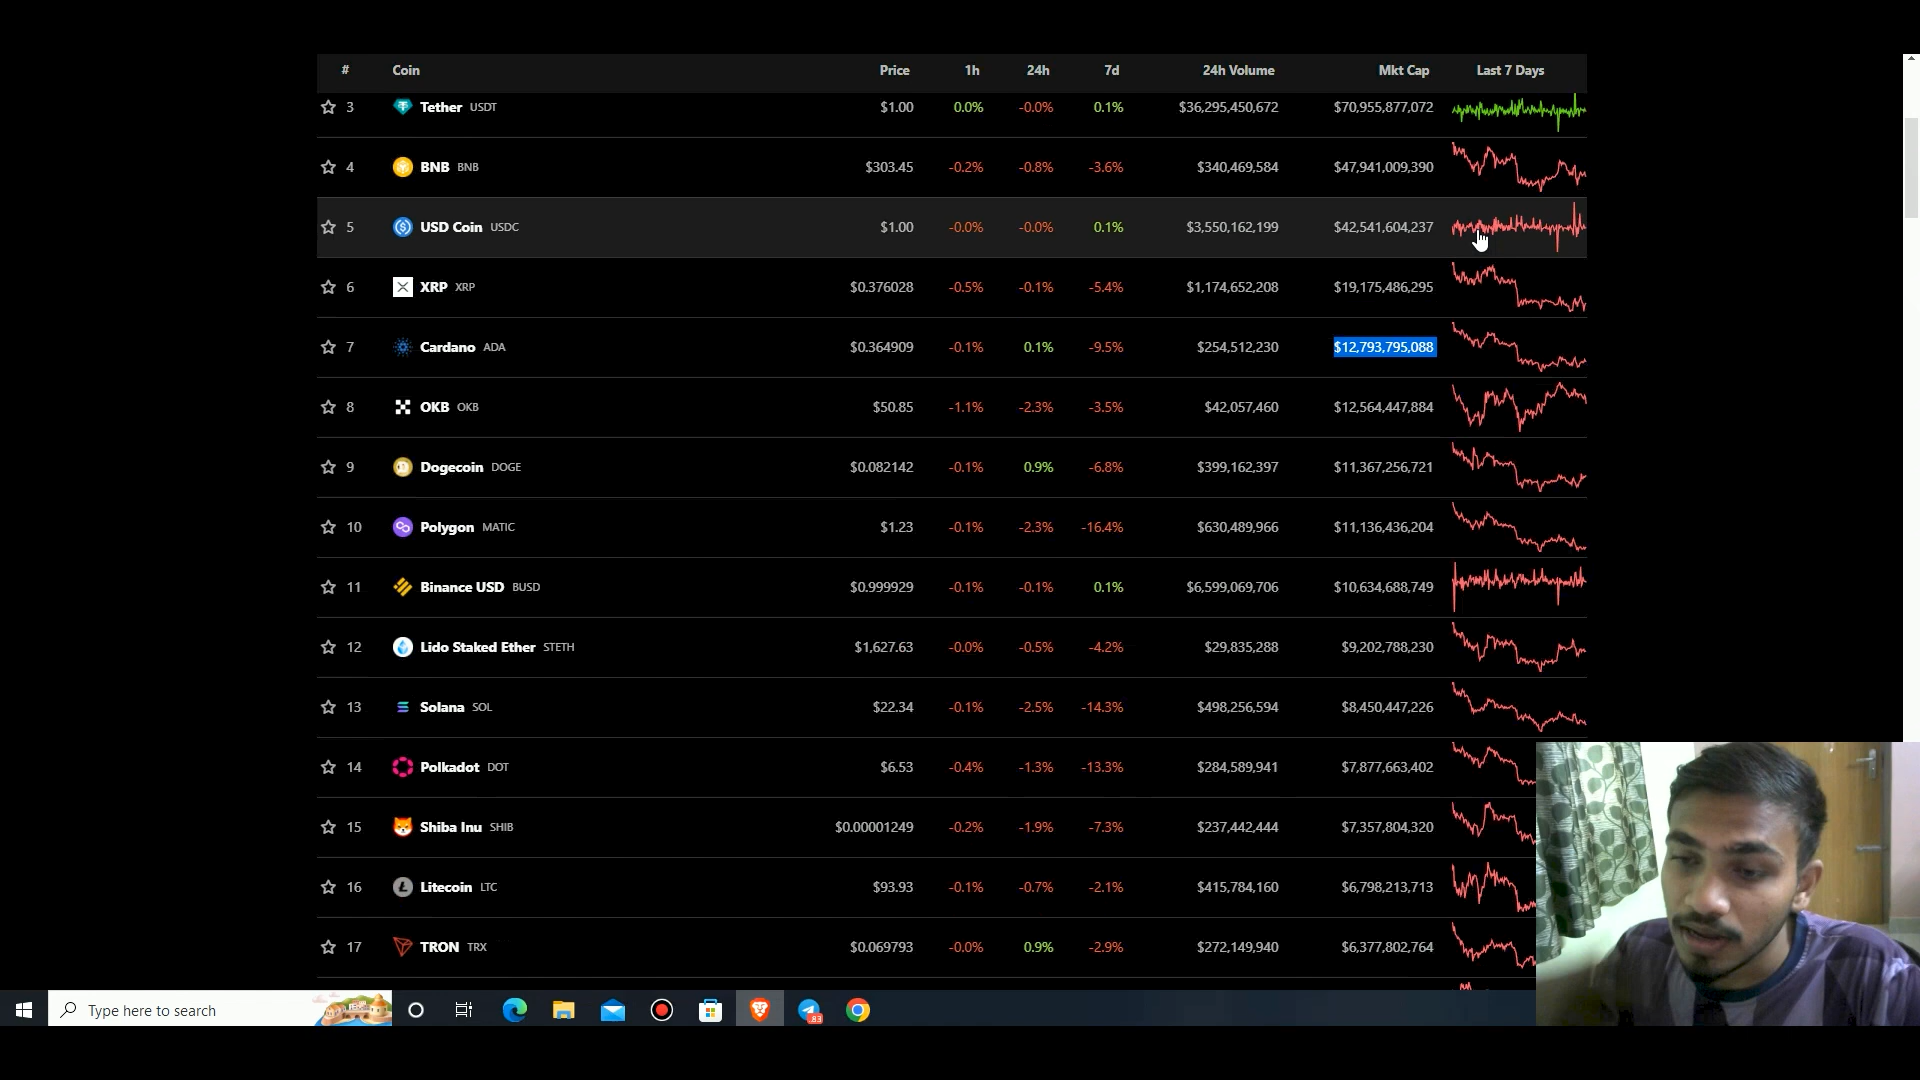 # Coin Price 1h 24h 7d 24h Volume Mkt Cap Last 7 Days
3 Tether USDT $1.00 0.0% -0.0% 0.1% $36,295,450,672 $70,955,877,072
4 BNB BNB $303.45 -0.2% -0.8% -3.6% $340,469,584 $47,941,009,390
5 USD Coin USDC $1.00 -0.0% -0.0% 0.1% $3,550,162,199 $42,541,604,237
6 XRP XRP $0.376028 -0.5% -0.1% -5.4% $1,174,652,208 $19,175,486,295
7 Cardano ADA $0.364909 -0.1% 0.1% -9.5% $254,512,230 $12,793,795,088
8 OKB OKB $50.85 -1.1% -2.3% -3.5% $42,057,460 $12,564,447,884
9 Dogecoin DOGE $0.082142 -0.1% 0.9% -6.8% $399,162,397 $11,367,256,721
10 Polygon MATIC $1.23 -0.1% -2.3% -16.4% $630,489,966 $11,136,436,204
11 Binance USD BUSD $0.999929 -0.1% -0.1% 0.1% $6,599,069,706 $10,634,688,749
12 Lido Staked Ether STETH $1,627.63 -0.0% -0.5% -4.2% $29,835,288 $9,202,788,230
13 Solana SOL $22.34 -0.1% -2.5% -14.3% $498,256,594 $8,450,447,226
14 Polkadot DOT $6.53 -0.4% -1.3% -13.3% $284,589,941 $7,877,663,402
15 Shiba Inu SHIB $0.00001249 -0.2% -1.9% -7.3% $237,442,444 $7,357,804,320
16 Litecoin LTC $93.93 -0.1% -0.7% -2.1% $415,784,160 $6,798,213,713
17 TRON TRX $0.069793 -0.0% 0.9% -2.9% $272,149,940 $6,377,802,764
Type here to search
83